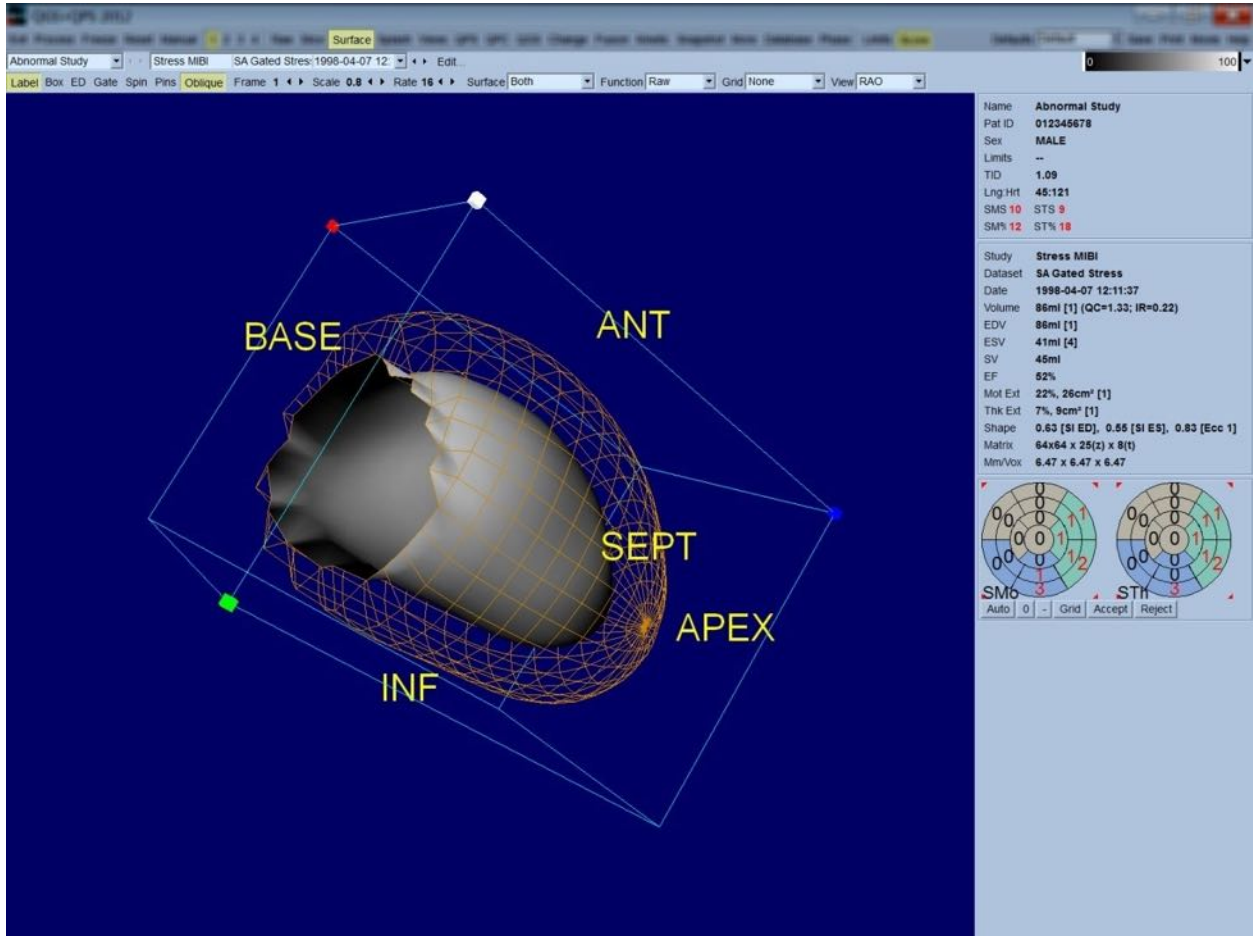 QGS+QPS 2012
Surface
Abnormal Study Stress MIBI SA Gated Stres: 1998-04-07 12: Edit...
0 100
Label Box ED Gate Spin Pins Oblique Frame 1 Scale 0.8 Rate 16 Surface Both Function Raw Grid None View RAO
Name Abnormal Study
Pat ID 012345678
Sex MALE
Limits --
TID 1.09
Lng:Hrt 45:121
SMS 10 STS 9
SM% 12 ST% 18
Study Stress MIBI
Dataset SA Gated Stress
Date 1998-04-07 12:11:37
Volume 86ml [1] (QC=1.33; IR=0.22)
EDV 86ml [1]
ESV 41ml [4]
SV 45ml
EF 52%
Mot Ext 22%, 26cm² [1]
Thk Ext 7%, 9cm² [1]
Shape 0.63 [SI ED], 0.55 [SI ES], 0.83 [Ecc 1]
Matrix 64x64 x 25(z) x 8(t)
Mm/Vox 6.47 x 6.47 x 6.47
SMo STh
Auto 0 - Grid Accept Reject
BASE
ANT
SEPT
APEX
INF